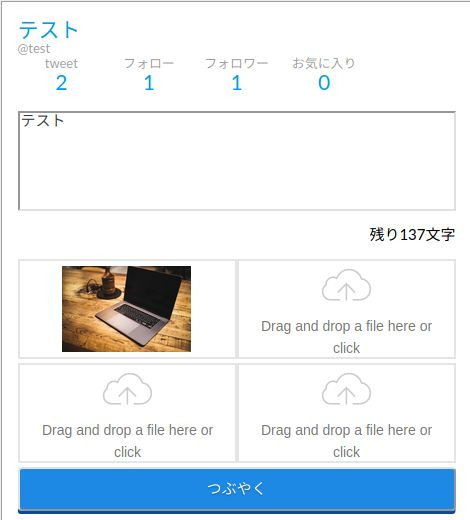 テスト
@test
tweet フォロー フォロワー お気に入り
2 1 1 0
テスト
残り137文字
Drag and drop a file here or
click
Drag and drop a file here or
click
Drag and drop a file here or
click
つぶやく